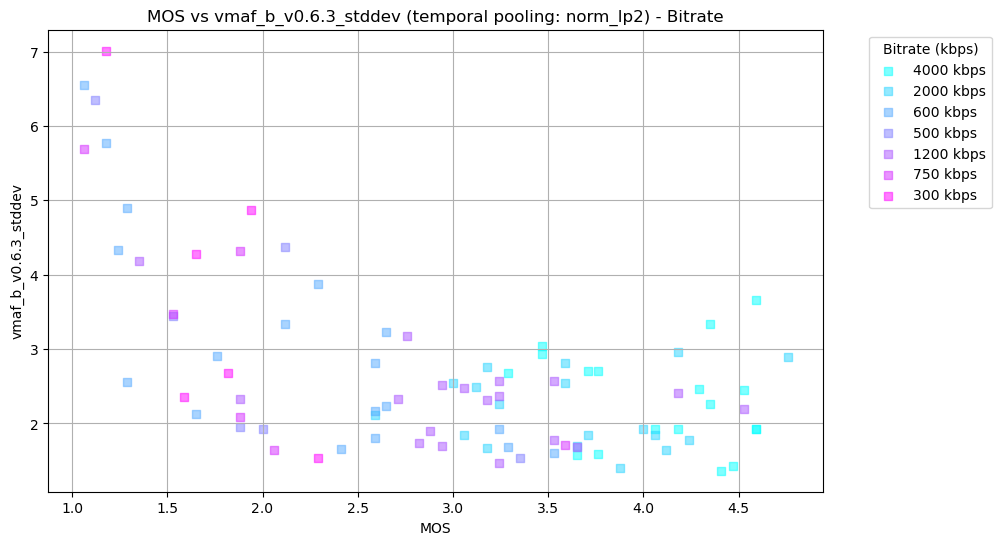 MOS vs vmaf_b_v0.6.3_stddev (temporal pooling: norm_lp2) - Bitrate
vmaf_b_v0.6.3_stddev
7
6
5
4
3
2
1.0 1.5 2.0 2.5 3.0 3.5 4.0 4.5
MOS
Bitrate (kbps)
4000 kbps
2000 kbps
600 kbps
500 kbps
1200 kbps
750 kbps
300 kbps